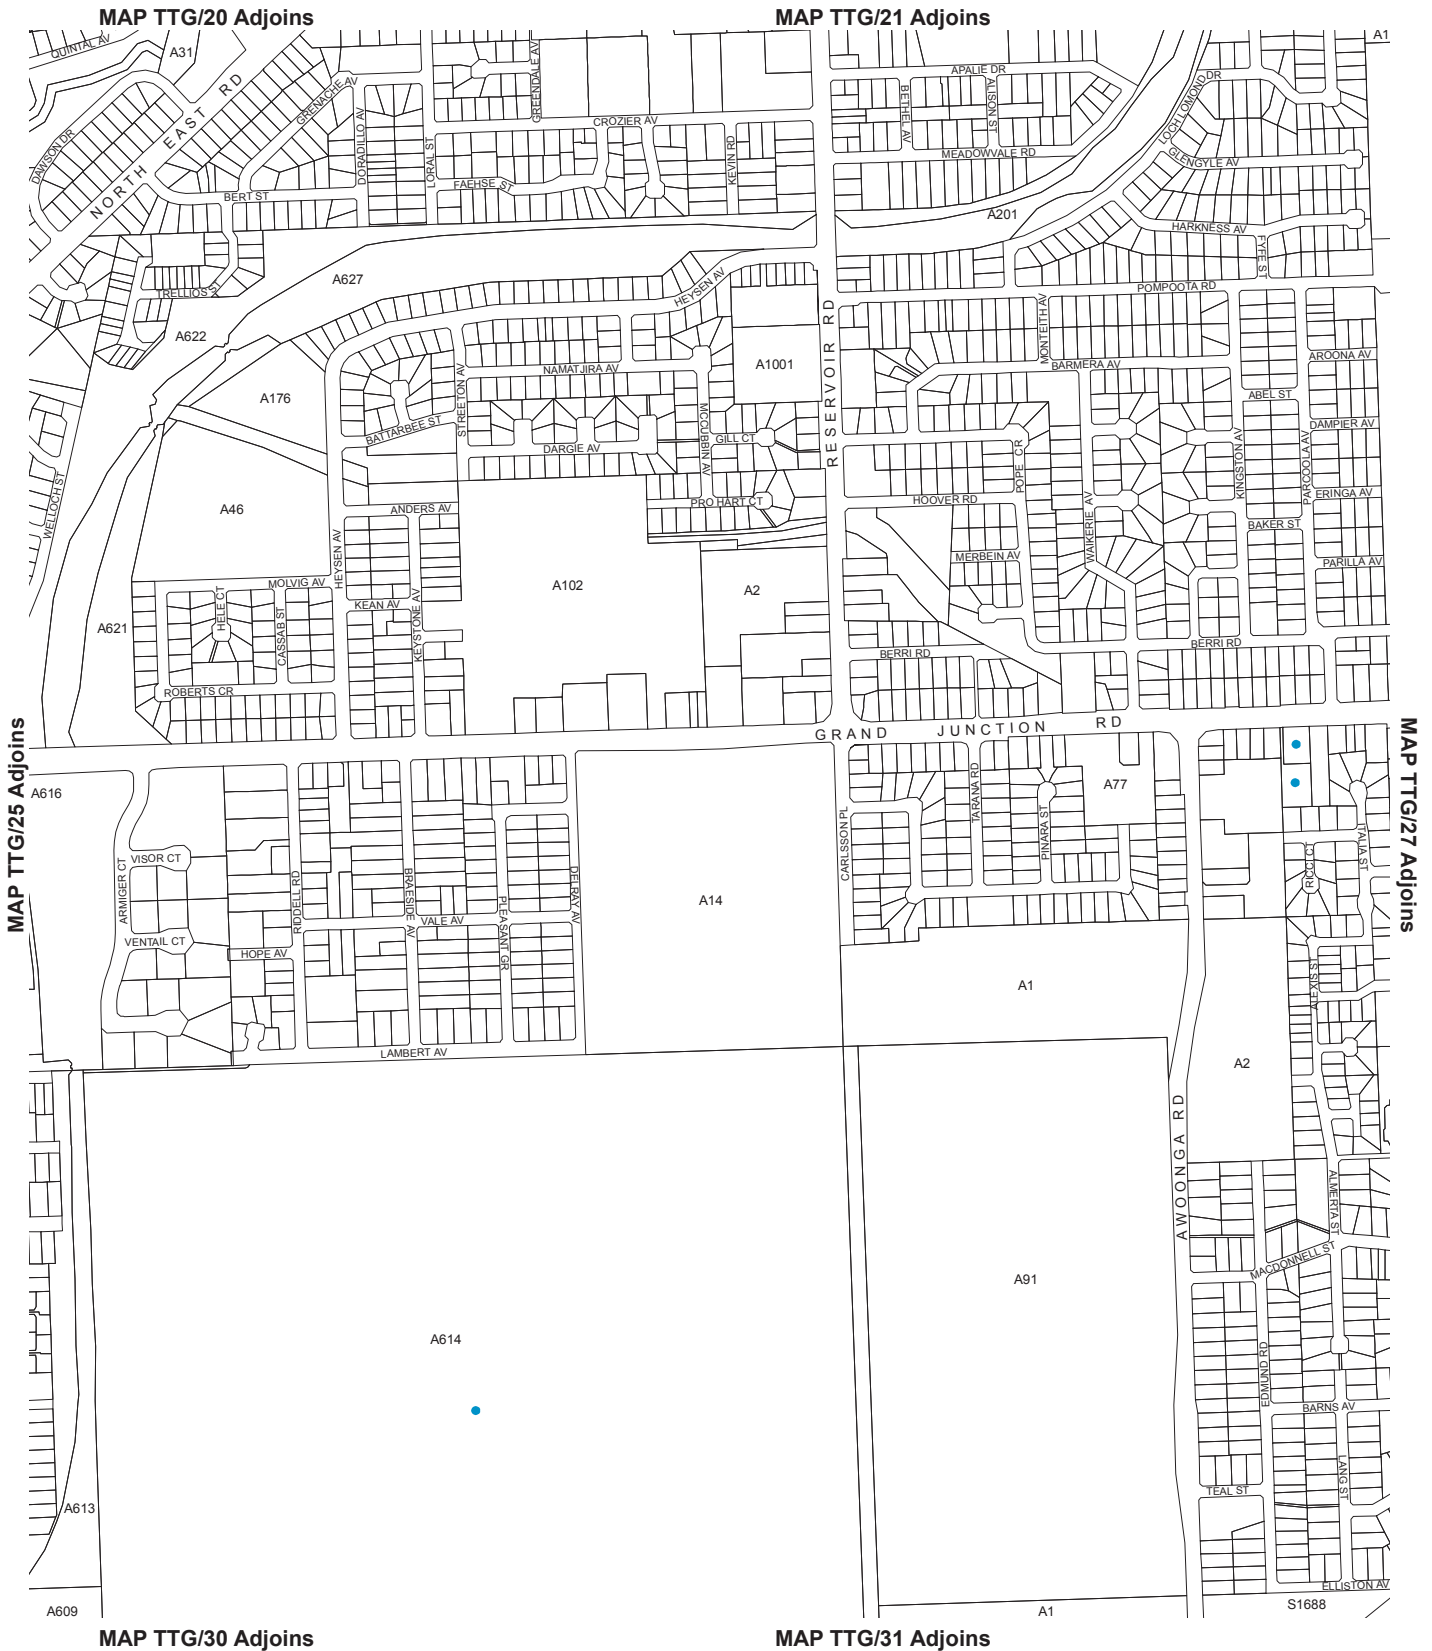 MAP TTG/20 Adjoins
MAP TTG/21 Adjoins
QUINTAL AV
A31
A1
GREENDALE AV
APALIE DR
LOCH LOMOND DR
NORTH EAST RD
GRENACHE AV
DORADILLO AV
LORAL ST
BETHEL AV
ALISON ST
CROZIER AV
DAWSON DR
KEVIN RD
MEADOWVALE RD
GLENGYLE AV
FAEHSE ST
BERT ST
A201
HARKNESS AV
FYFE ST
A627
HEYSEN AV
POMPOOTA RD
TRELLIOS ST
A622
RESERVOIR RD
MONTEITH AV
AROONA AV
A1001
BARMERA AV
NAMATJIRA AV
A176
STREETON AV
ABEL ST
MCCUBBIN AV
BATTARBEE ST
DAMPIER AV
GILL CT
DARGIE AV
POPE CR
KINGSTON AV
PARCOOLA AV
WELLOCH ST
A46
ANDERS AV
PRO HART CT
HOOVER RD
ERINGA AV
WAIKERIE AV
BAKER ST
HEYSEN AV
MERBEIN AV
PARILLA AV
MOLVIG AV
A102
A2
KEAN AV
HELE CT
CASSAB ST
KEYSTONE AV
A621
BERRI RD
BERRI RD
ROBERTS CR
GRAND JUNCTION RD
MAP TTG/25 Adjoins
MAP TTG/27 Adjoins
A616
TARANA RD
A77
CARLSSON PL
PINARA ST
TALIA ST
VISOR CT
RICCI CT
ARMIGER CT
RIDDELL RD
BRAESIDE AV
DELRAY AV
PLEASANT GR
A14
VALE AV
VENTAIL CT
HOPE AV
ALEXIS ST
A1
LAMBERT AV
A2
AWOONGA RD
ALMERTA ST
MACDONNELL ST
A91
A614
EDMUND RD
BARNS AV
LANG ST
TEAL ST
A613
ELLISTON AV
A609
A1
S1688
MAP TTG/30 Adjoins
MAP TTG/31 Adjoins